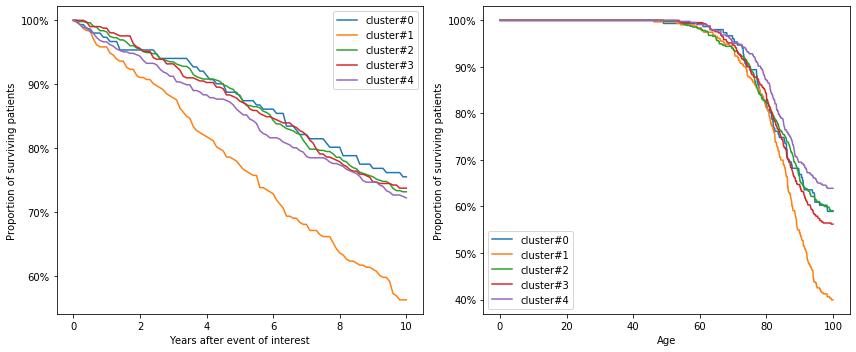 100%
90%
80%
70%
60%
Proportion of surviving patients
0
2
4
6
8
10
Years after event of interest
cluster#0
cluster#1
cluster#2
cluster#3
cluster#4
100%
90%
80%
70%
60%
50%
40%
Proportion of surviving patients
0
20
40
60
80
100
Age
cluster#0
cluster#1
cluster#2
cluster#3
cluster#4